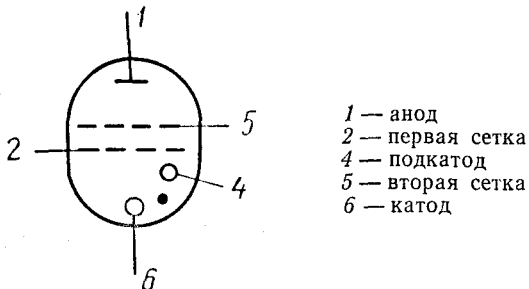 1
5
2
4
6
1 — анод
2 — первая сетка
4 — подкатод
5 — вторая сетка
6 — катод